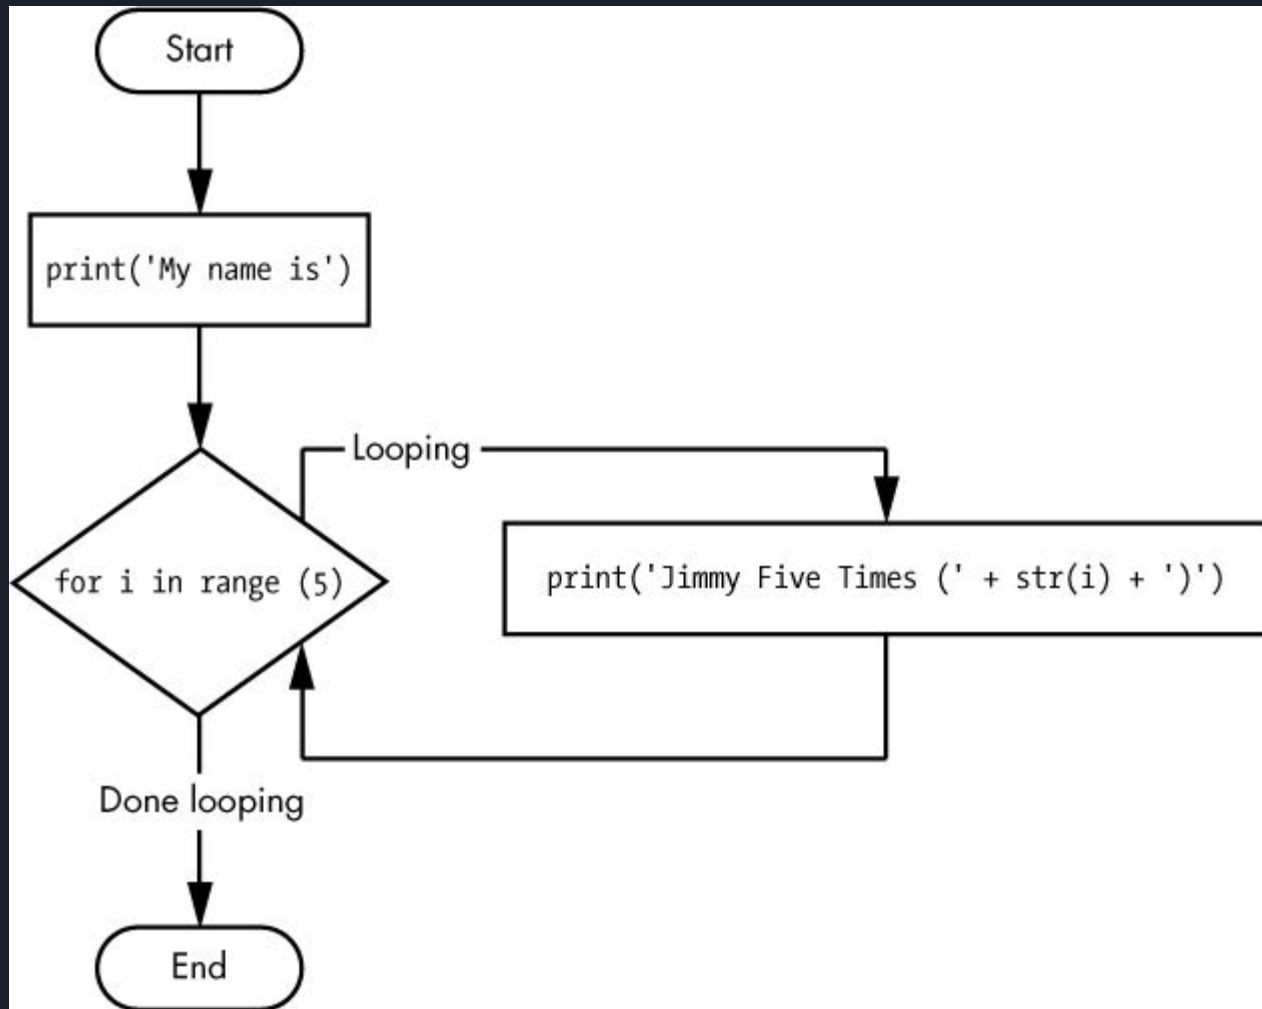 Start
print('My name is')
Looping
for i in range (5)
print('Jimmy Five Times (' + str(i) + ')')
Done looping
End